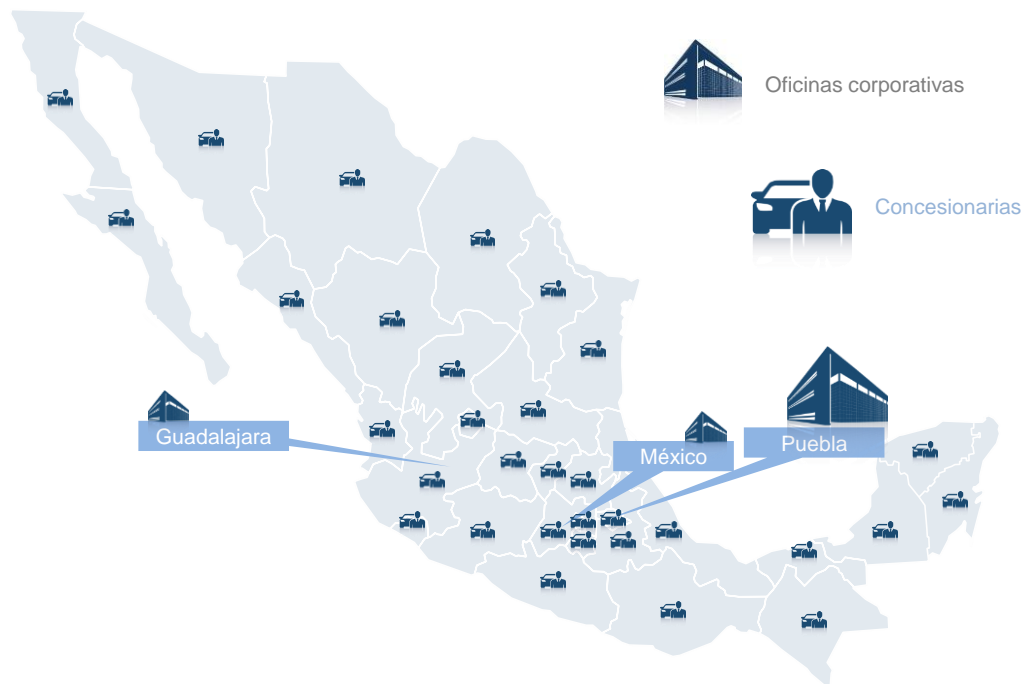 Oficinas corporativas
Concesionarias
Guadalajara
México
Puebla